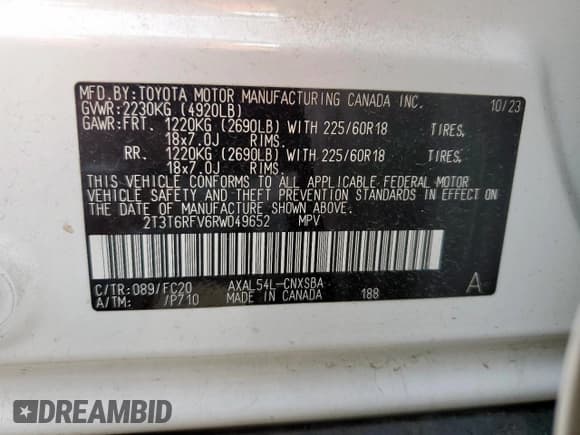 MFD.BY:TOYOTA MOTOR MANUFACTURING CANADA INC. 10/23
GVWR:2230KG (4920LB)
GAWR:FRT. 1220KG (2690LB) WITH 225/60R18 TIRES,
18x7.0J RIMS.
RR. 1220KG (2690LB) WITH 225/60R18 TIRES,
18x7.0J RIMS.
THIS VEHICLE CONFORMS TO ALL APPLICABLE FEDERAL MOTOR
VEHICLE SAFETY AND THEFT PREVENTION STANDARDS IN EFFECT ON
THE DATE OF MANUFACTURE SHOWN ABOVE.
2T3T6RFV6RW049652 MPV
C/TR:089/FC20 AXAL54L-CNXSBA A
A/TM: /P710 MADE IN CANADA 188
DREAMBID